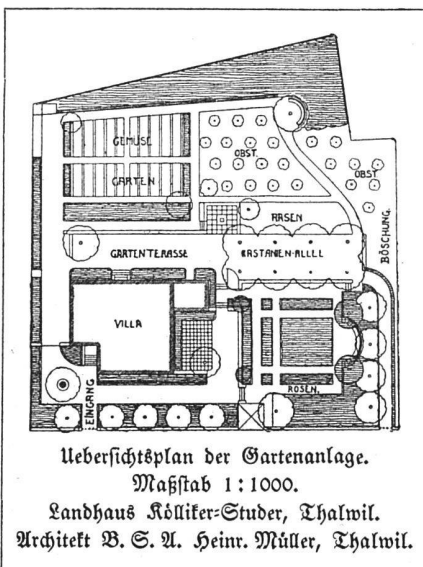 GEMÜSE
GARTEN
OBST
OBST
RASEN
GARTENTERASSE
KASTANIEN-ALLEE
BÖSCHUNG
VILLA
EINGANG
ROSEN
Uebersichtsplan der Gartenanlage.
Maßstab 1:1000.
Landhaus Kölliker-Studer, Thalwil.
Architekt B. S. A. Heinr. Müller, Thalwil.